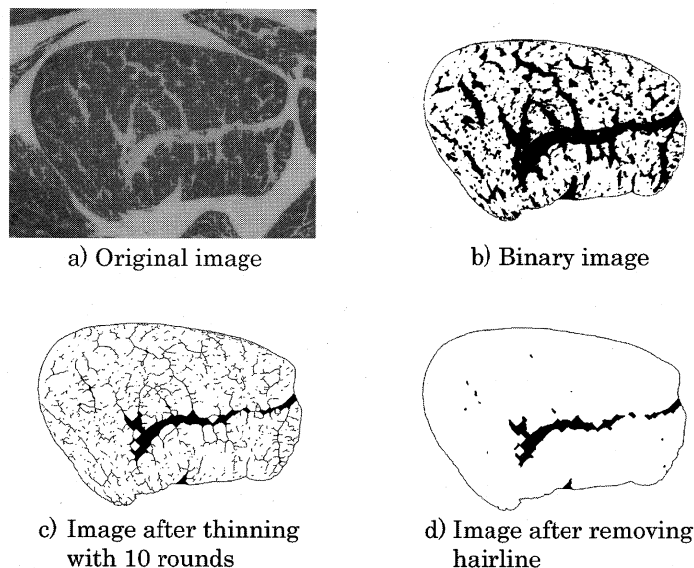 a) Original image
b) Binary image
c) Image after thinning
with 10 rounds
d) Image after removing
hairline